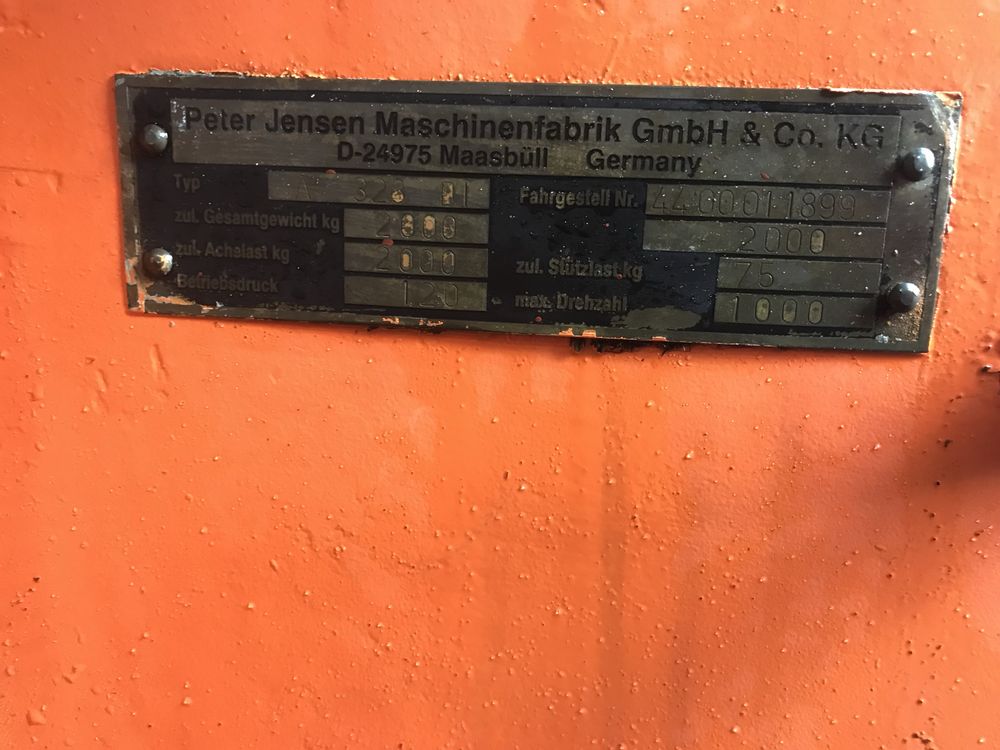 Peter Jensen Maschinenfabrik GmbH & Co. KG
D-24975 Maasbüll Germany
Typ
Fahrgestell Nr.
zul. Gesamtgewicht kg 2000
2000
zul. Achslast kg 2000
zul. Stützlast kg 75
Betriebsdruck 120
max. Drehzahl 1000